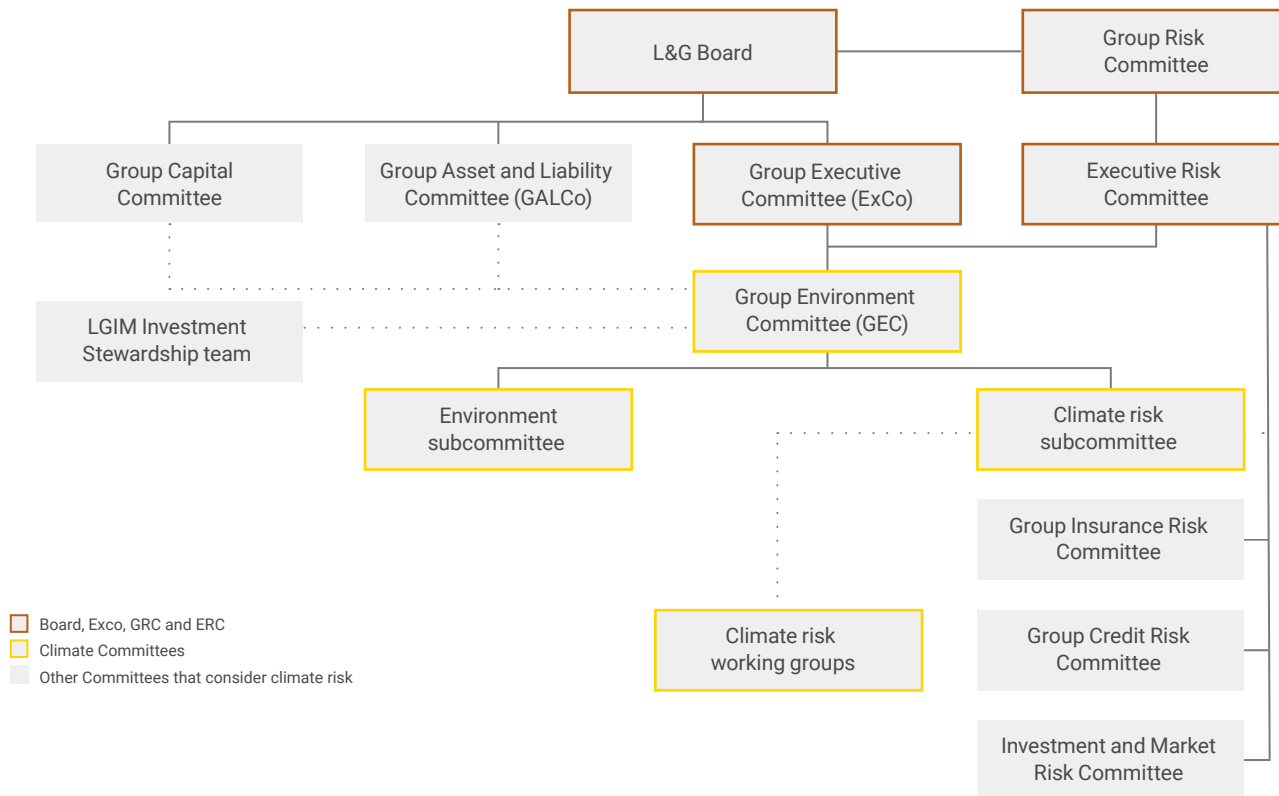 L&G Board
Group Risk
Committee
Group Capital
Committee
Group Asset and Liability
Committee (GALCo)
Group Executive
Committee (ExCo)
Executive Risk
Committee
Group Environment
Committee (GEC)
LGIM Investment
Stewardship team
Environment
subcommittee
Climate risk
subcommittee
Group Insurance Risk
Committee
Climate risk
working groups
Group Credit Risk
Committee
Investment and Market
Risk Committee
Board, Exco, GRC and ERC
Climate Committees
Other Committees that consider climate risk